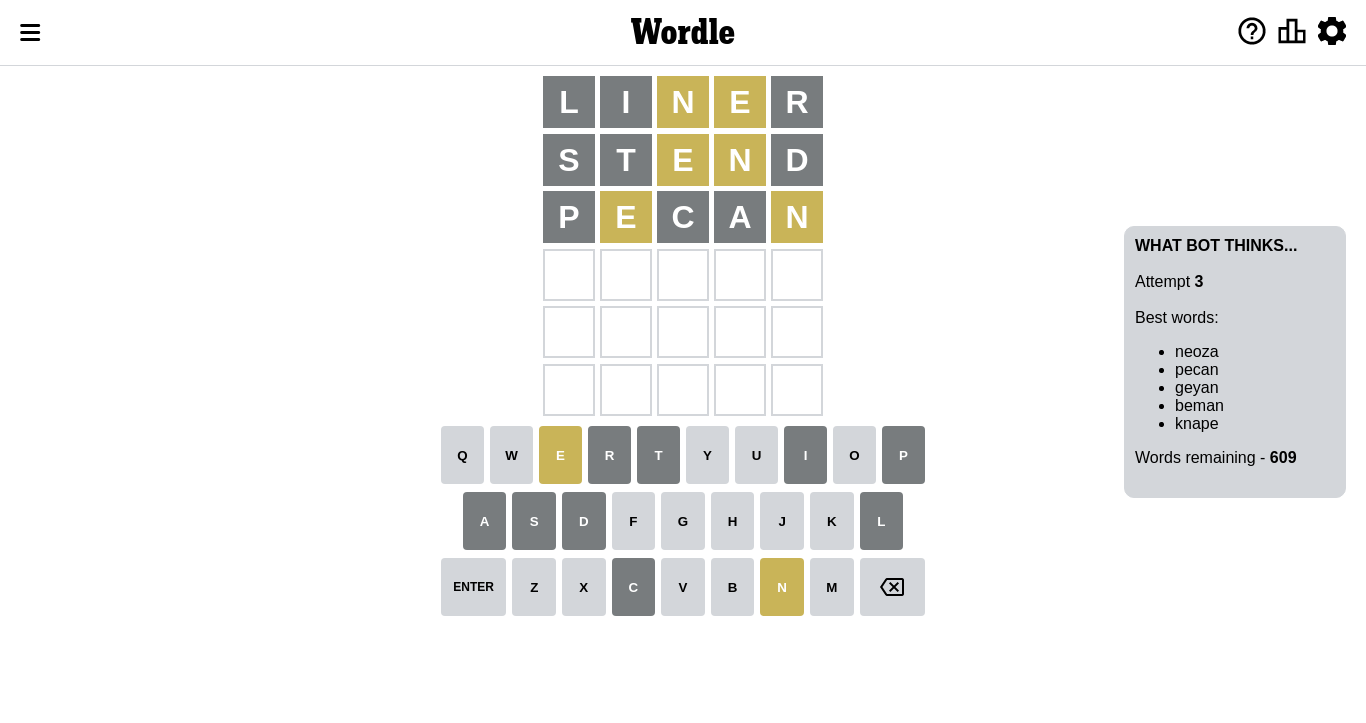 Wordle
L I N E R
S T E N D
P E C A N
WHAT BOT THINKS...
Attempt 3
Best words:
neoza
pecan
geyan
beman
knape
Words remaining - 609
Q W E R T Y U I O P
A S D F G H J K L
ENTER Z X C V B N M